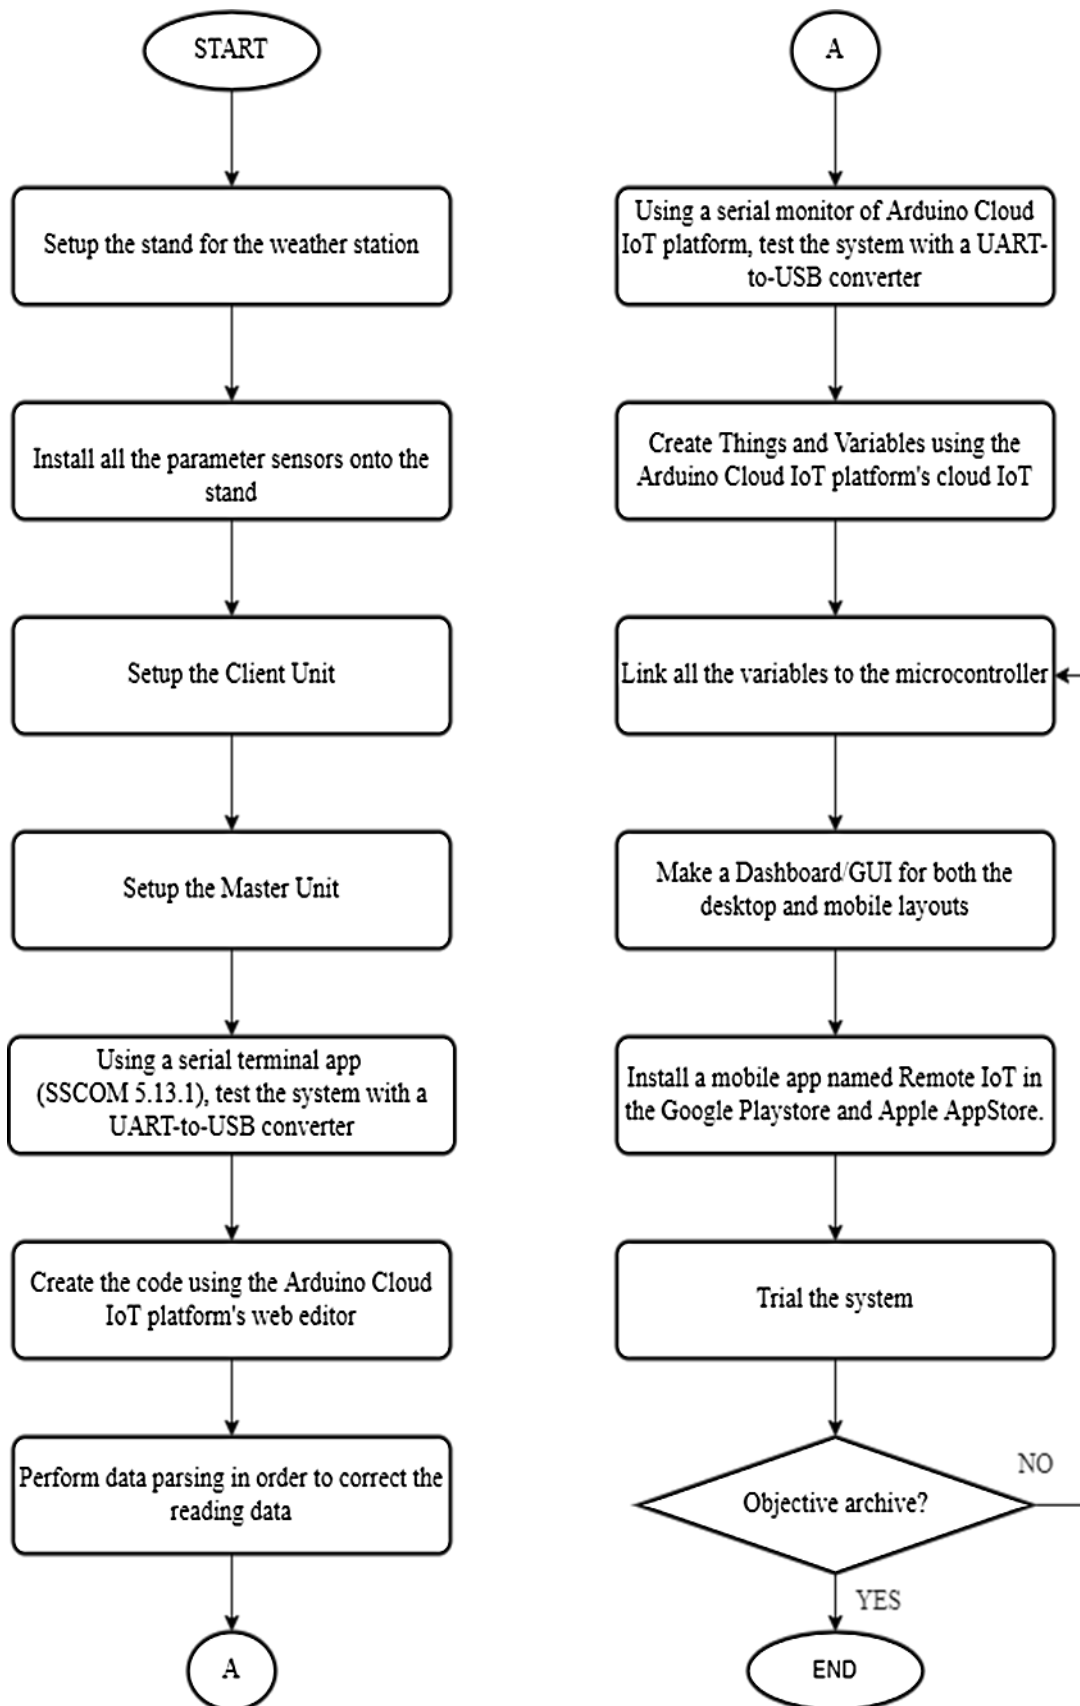 START
Setup the stand for the weather station
Install all the parameter sensors onto the
stand
Setup the Client Unit
Setup the Master Unit
Using a serial terminal app
(SSCOM 5.13.1), test the system with a
UART-to-USB converter
Create the code using the Arduino Cloud
IoT platform's web editor
Perform data parsing in order to correct the
reading data
A
A
Using a serial monitor of Arduino Cloud
IoT platform, test the system with a UART-
to-USB converter
Create Things and Variables using the
Arduino Cloud IoT platform's cloud IoT
Link all the variables to the microcontroller
Make a Dashboard/GUI for both the
desktop and mobile layouts
Install a mobile app named Remote IoT in
the Google Playstore and Apple AppStore.
Trial the system
Objective archive?
NO
YES
END